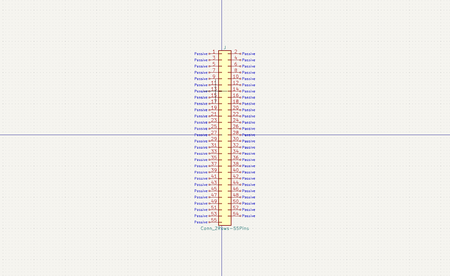 J
Passive 1 2 Passive
Passive 3 4 Passive
Passive 5 6 Passive
Passive 7 8 Passive
Passive 9 10 Passive
Passive 11 12 Passive
Passive 13 14 Passive
Passive 15 16 Passive
Passive 17 18 Passive
Passive 19 20 Passive
Passive 21 22 Passive
Passive 23 24 Passive
Passive 25 26 Passive
Passive 27 28 Passive
Passive 29 30 Passive
Passive 31 32 Passive
Passive 33 34 Passive
Passive 35 36 Passive
Passive 37 38 Passive
Passive 39 40 Passive
Passive 41 42 Passive
Passive 43 44 Passive
Passive 45 46 Passive
Passive 47 48 Passive
Passive 49 50 Passive
Passive 51 52 Passive
Passive 53 54 Passive
Passive 55
Conn_2Rows-55Pins